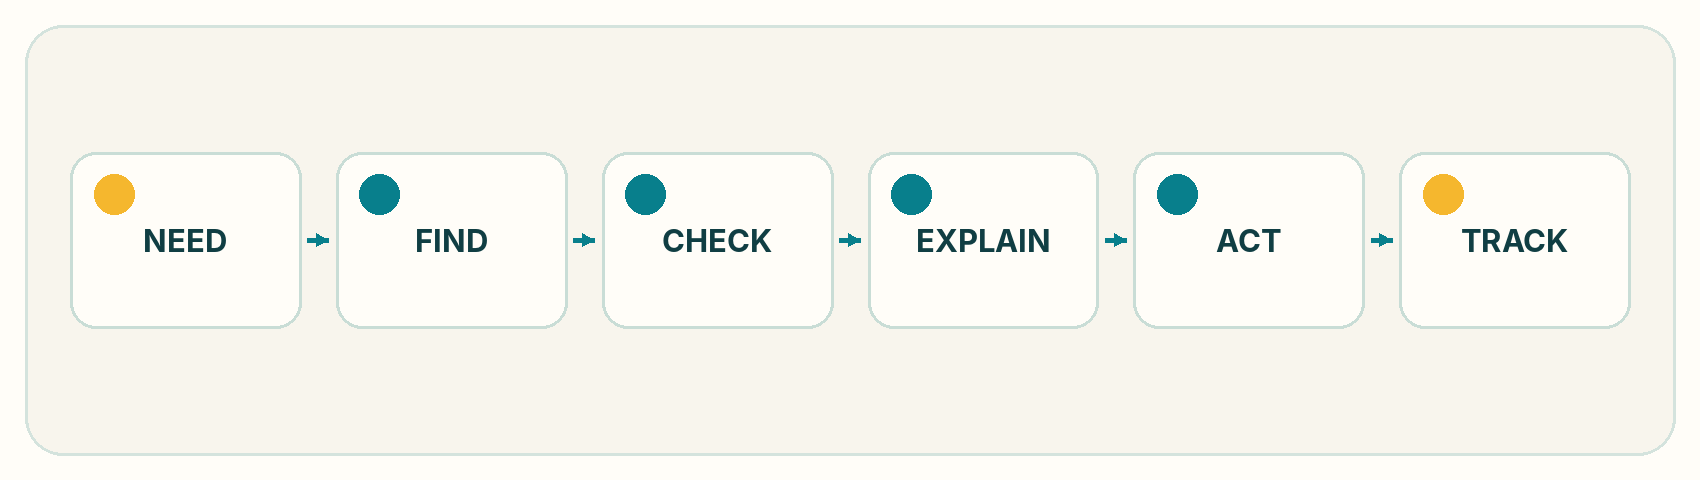 NEED
FIND
CHECK
EXPLAIN
ACT
TRACK